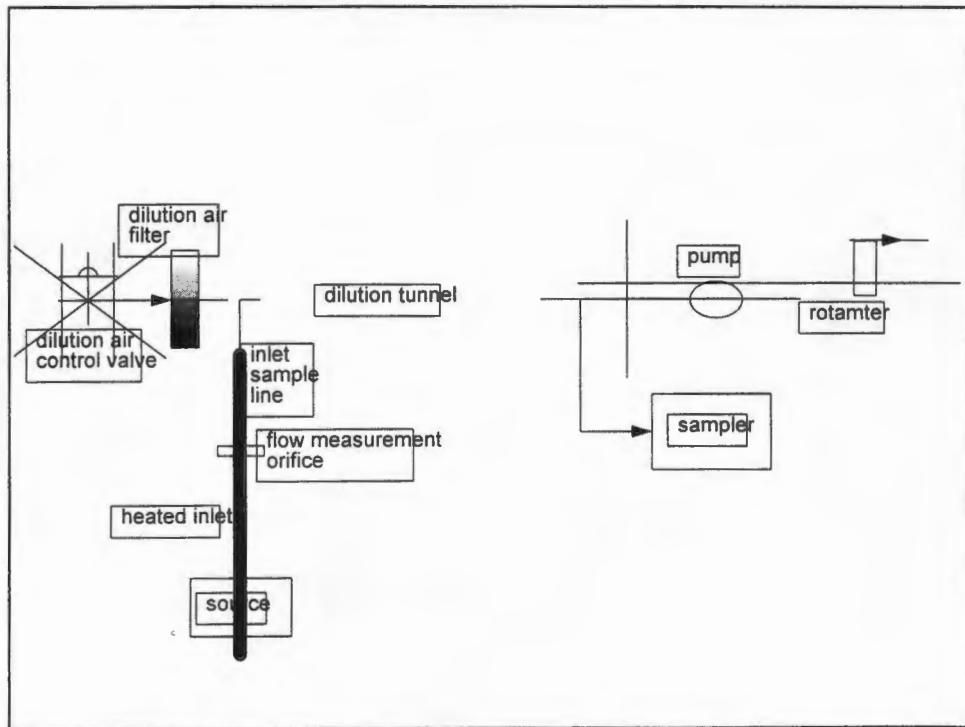 dilution air
filter
pump
dilution tunnel
rotamter
dilution air
control valve
inlet
sample
line
sampler
flow measurement
orifice
heated inlet
source